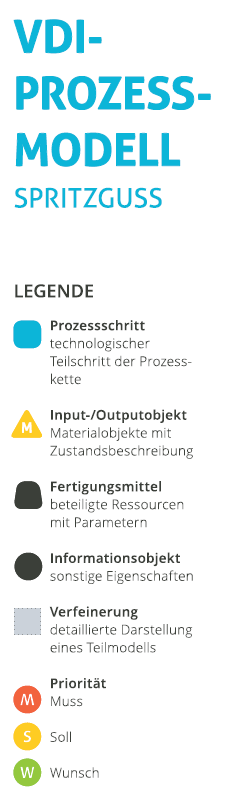 VDI-
PROZESS-
MODELL
SPRITZGUSS
LEGENDE
Prozessschritt
technologischer
Teilschritt der Prozess-
kette
M
Input-/Outputobjekt
Materialobjekte mit
Zustandsbeschreibung
Fertigungsmittel
beteiligte Ressourcen
mit Parametern
Informationsobjekt
sonstige Eigenschaften
Verfeinerung
detaillierte Darstellung
eines Teilmodells
Priorität
M Muss
S Soll
W Wunsch